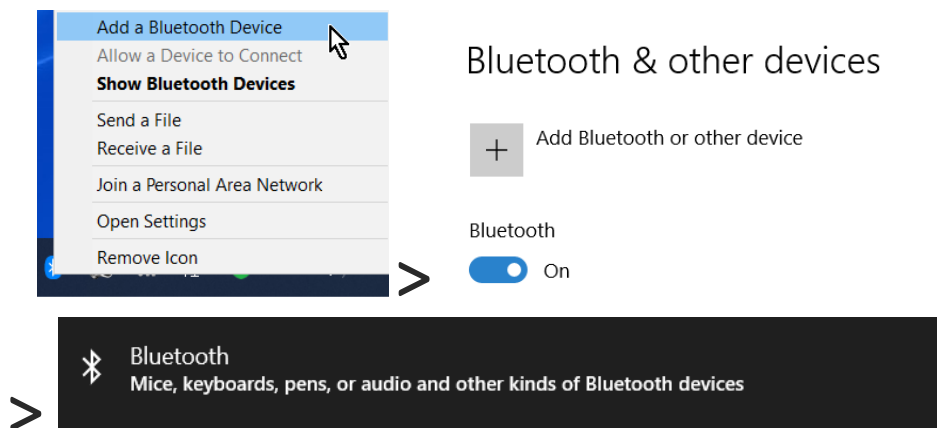 Add a Bluetooth Device
Allow a Device to Connect
Show Bluetooth Devices
Send a File
Receive a File
Join a Personal Area Network
Open Settings
Remove Icon
>
Bluetooth & other devices
+
Add Bluetooth or other device
Bluetooth
On
>
Bluetooth
Mice, keyboards, pens, or audio and other kinds of Bluetooth devices